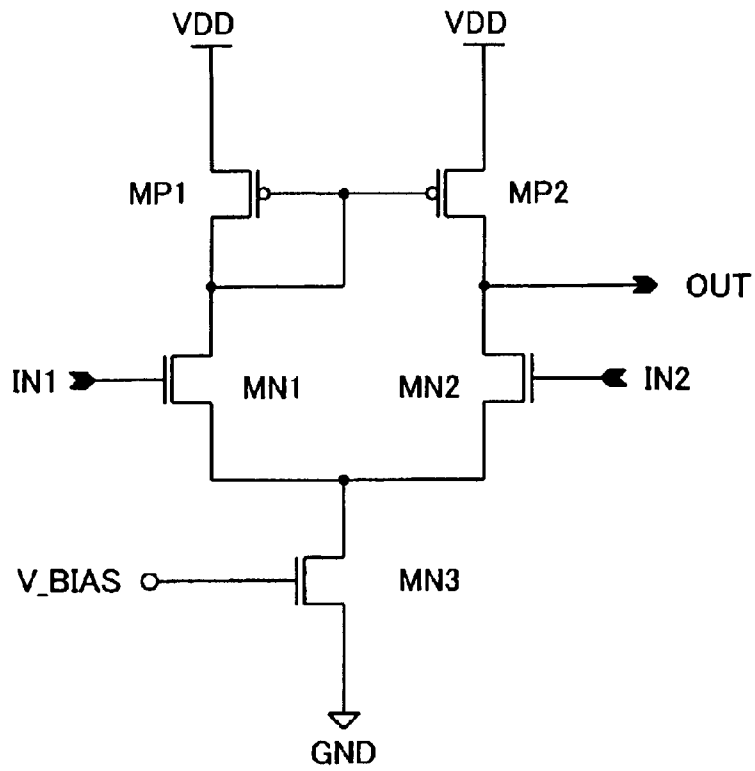 VDD VDD
MP1 MP2
OUT
IN1 MN1 MN2 IN2
V_BIAS MN3
GND